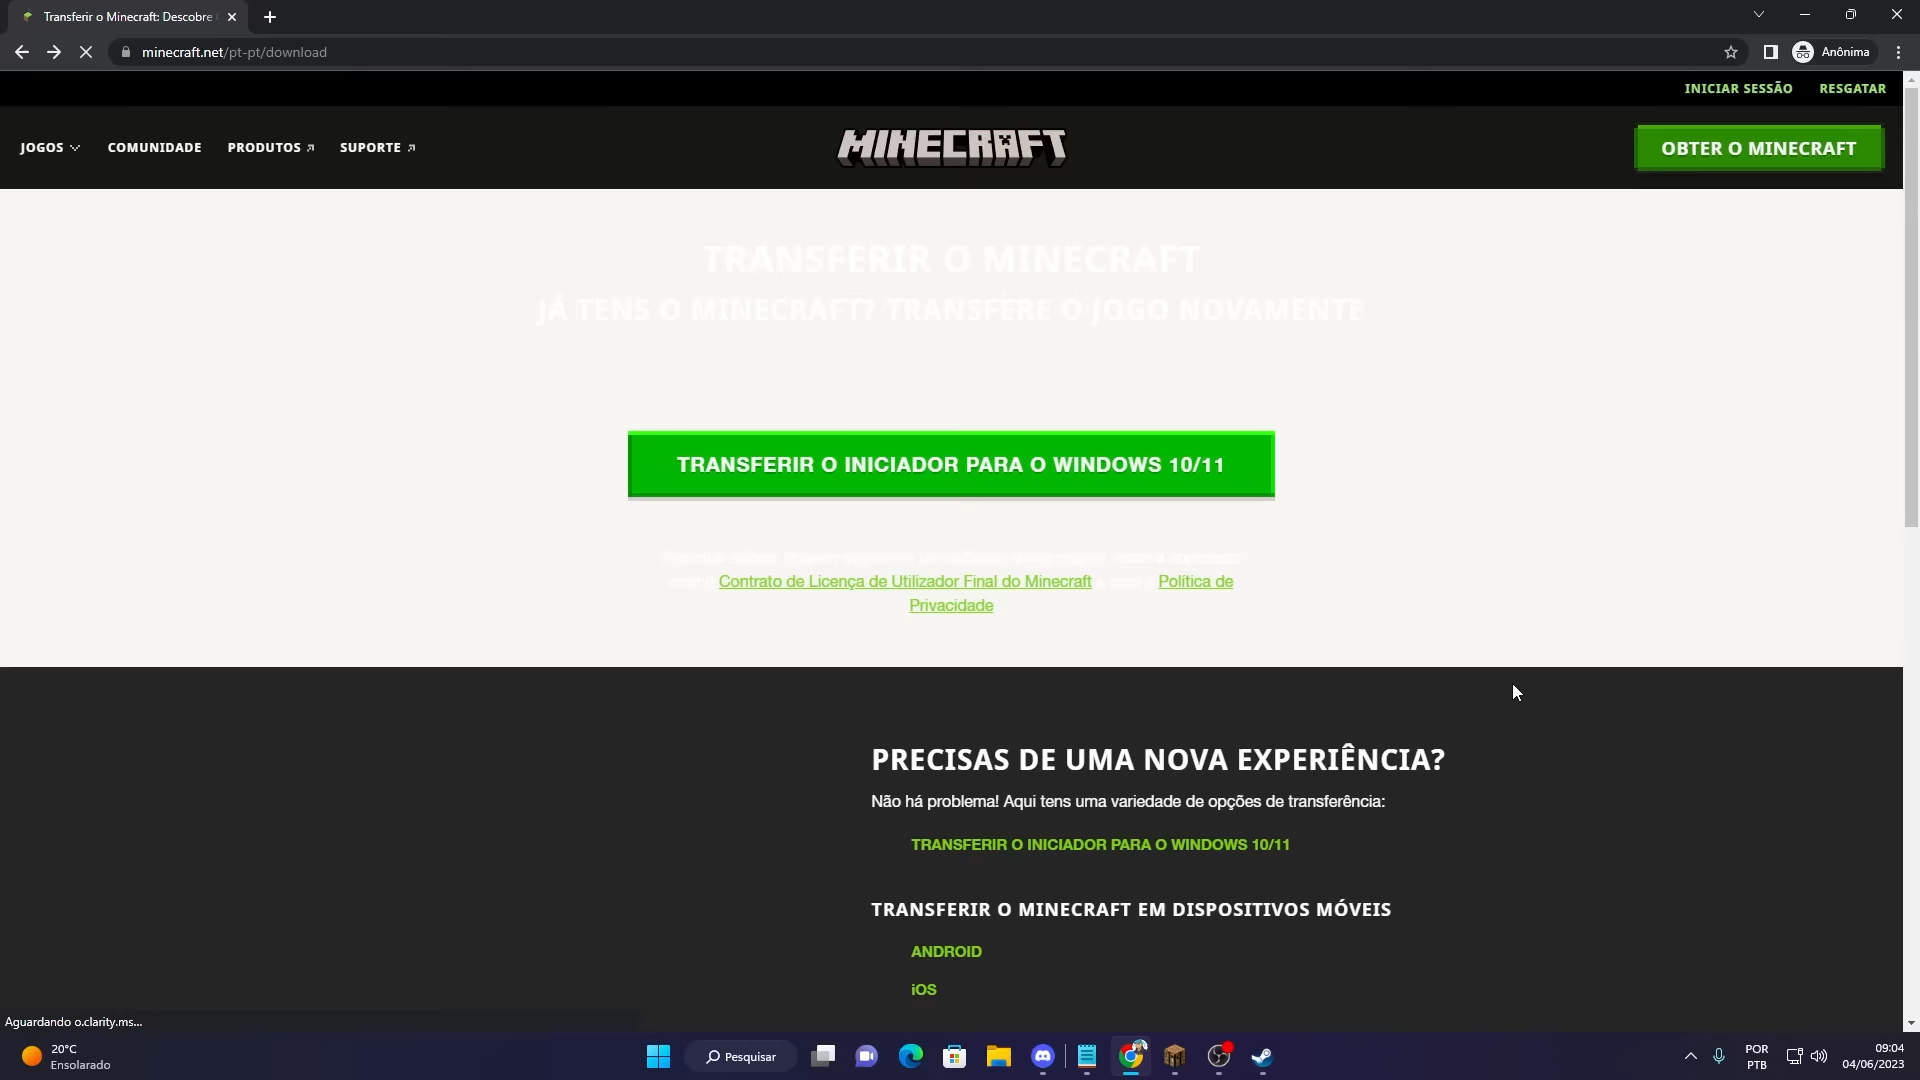 Transferir o Minecraft: Descobre
minecraft.net/pt-pt/download
Anônima
INICIAR SESSÃO
RESGATAR
JOGOS
COMUNIDADE
PRODUTOS
SUPORTE
MINECRAFT
OBTER O MINECRAFT
TRANSFERIR O MINECRAFT
JÁ TENS O MINECRAFT? TRANSFERE O JOGO NOVAMENTE
TRANSFERIR O INICIADOR PARA O WINDOWS 10/11
Contrato de Licença de Utilizador Final do Minecraft
Política de
Privacidade
PRECISAS DE UMA NOVA EXPERIÊNCIA?
Não há problema! Aqui tens uma variedade de opções de transferência:
TRANSFERIR O INICIADOR PARA O WINDOWS 10/11
TRANSFERIR O MINECRAFT EM DISPOSITIVOS MÓVEIS
ANDROID
iOS
Aguardando o.clarity.ms...
20°C
Ensolarado
Pesquisar
POR
PTB
09:04
04/06/2023